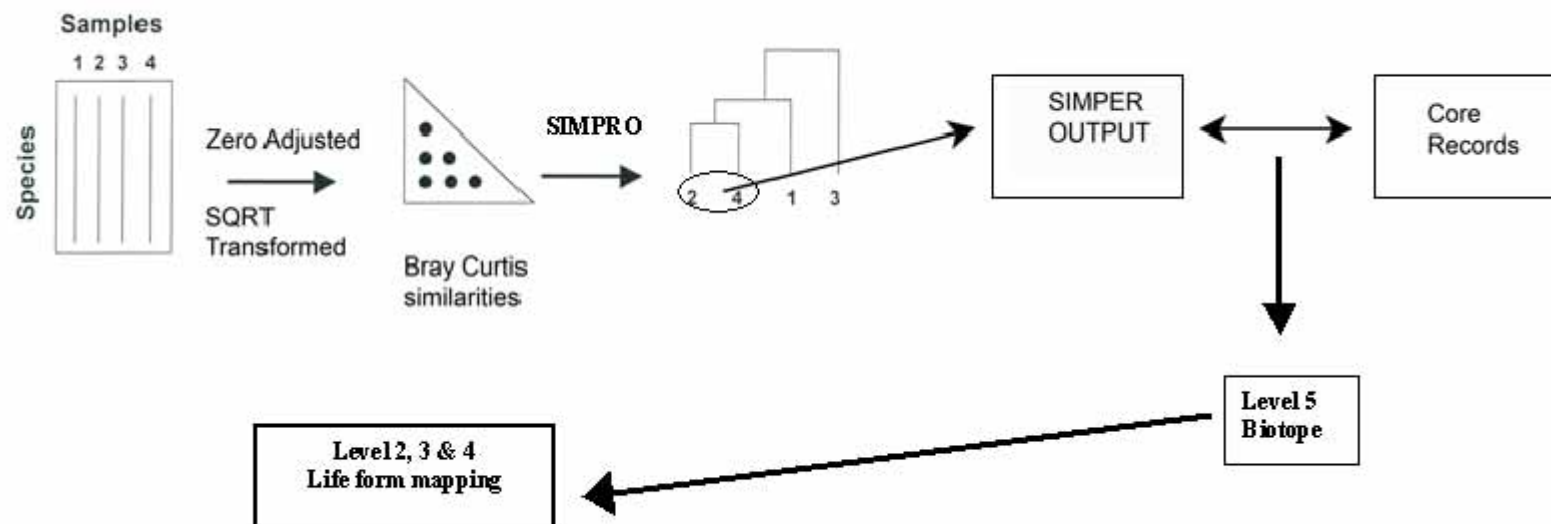 Samples
1 2 3 4
Species
Zero Adjusted
SQRT
Transformed
Bray Curtis
similarities
SIMPRO
2 4 1 3
SIMPER
OUTPUT
Core
Records
Level 5
Biotope
Level 2, 3 & 4
Life form mapping